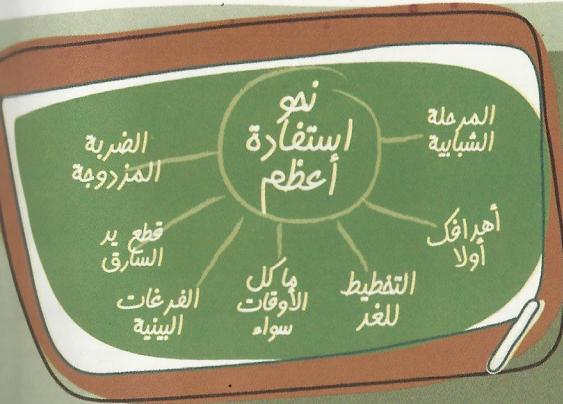 نحو
استفادة
أعظم
المرحلة
الشبابية
أهدافك
أولا
التخطيط
للغد
ما كل
الأوقات
سواء
الفرغات
البينية
قطع يد
السارق
الضربة
المزدوجة